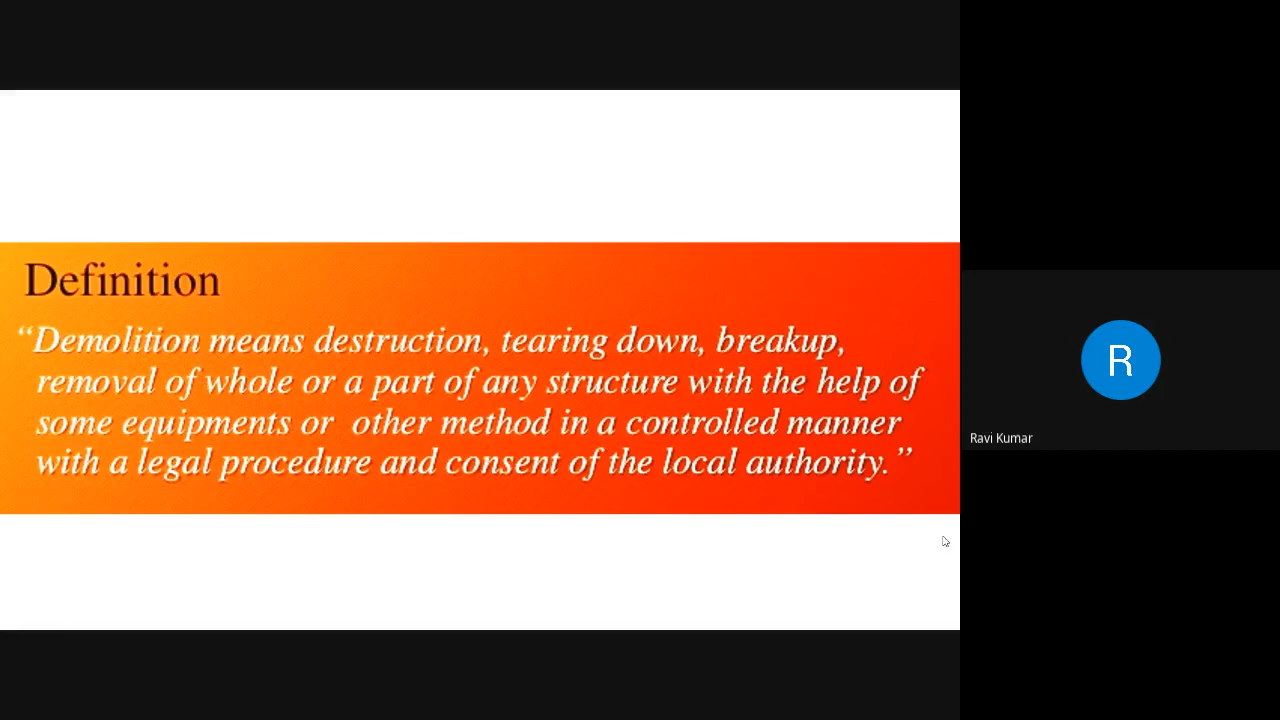 Definition
“Demolition means destruction, tearing down, breakup,
removal of whole or a part of any structure with the help of
some equipments or other method in a controlled manner
with a legal procedure and consent of the local authority.”
R
Ravi Kumar